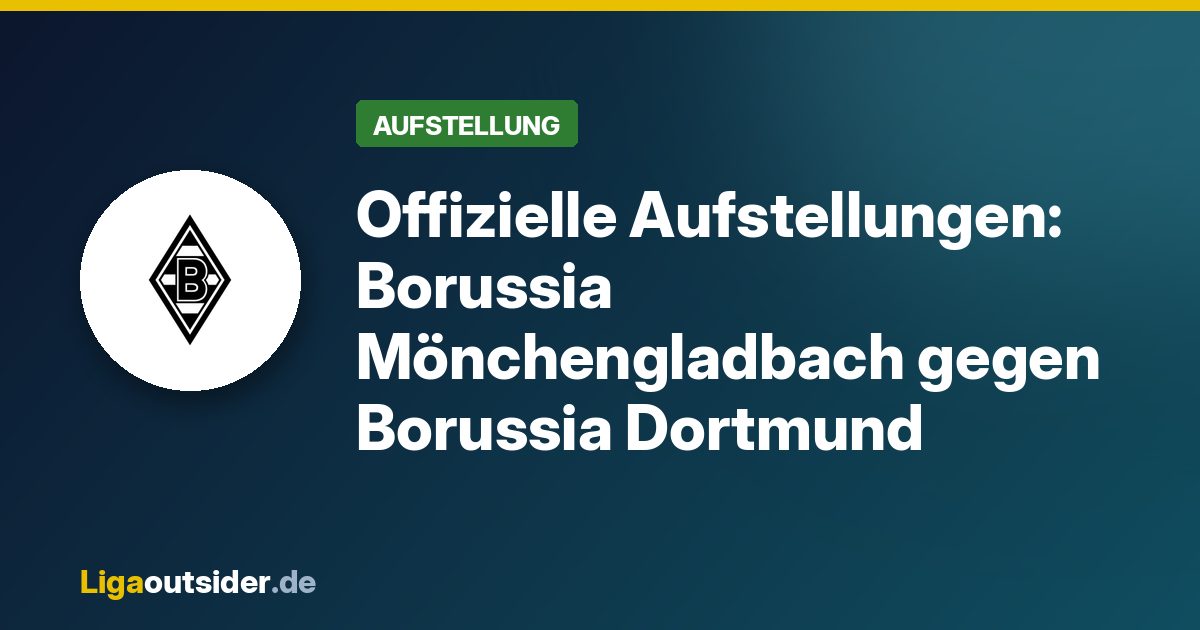 AUFSTELLUNG
Offizielle Aufstellungen:
Borussia
Mönchengladbach gegen
Borussia Dortmund
B
Ligaoutsider.de